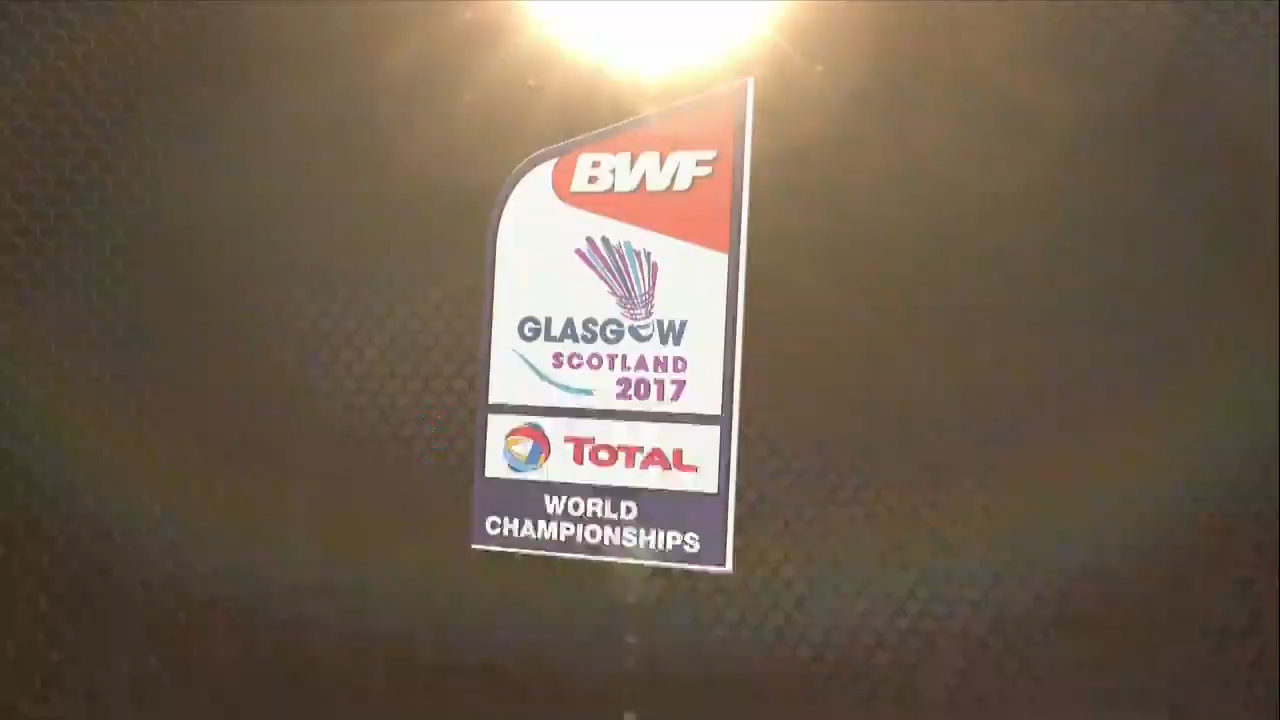 BWF
GLASGOW
SCOTLAND
2017
TOTAL
WORLD
CHAMPIONSHIPS